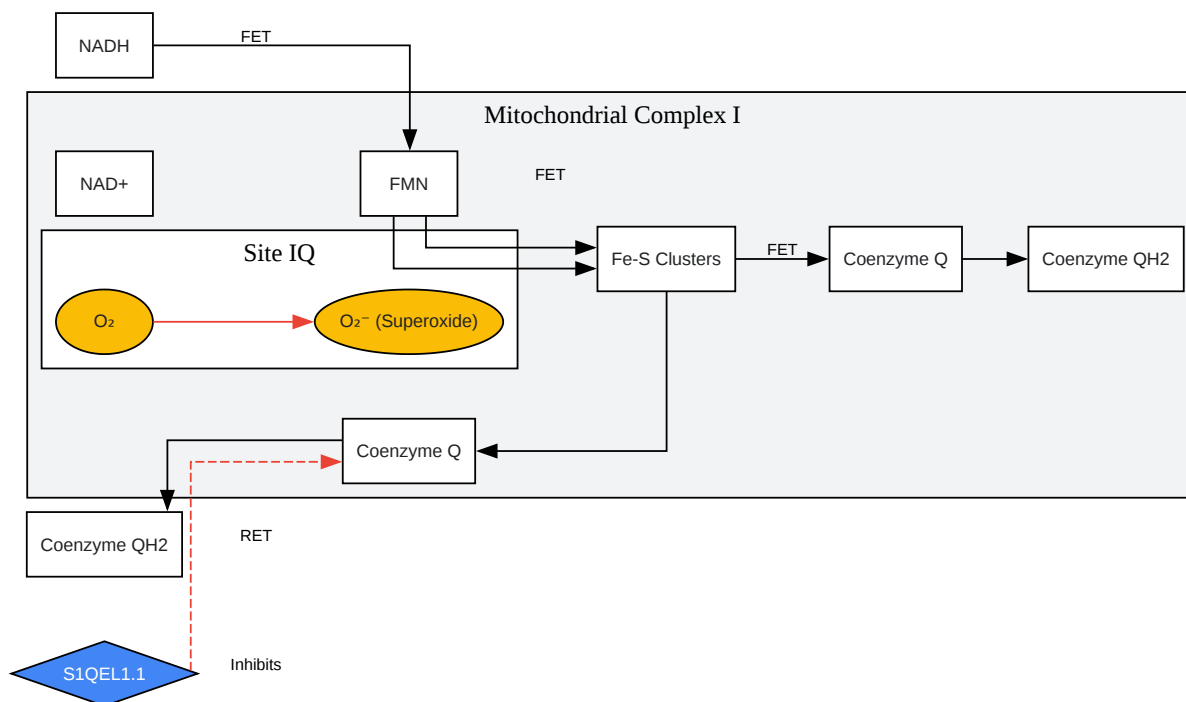 NADH
FET
Mitochondrial Complex I
NAD+
FMN
FET
Site IQ
Fe-S Clusters
FET
Coenzyme Q
Coenzyme QH2
O₂
O₂⁻ (Superoxide)
Coenzyme Q
Coenzyme QH2
RET
S1QEL1.1
Inhibits